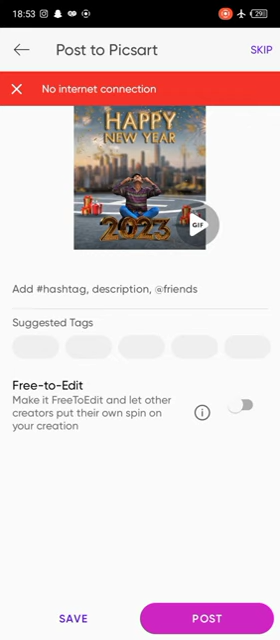 18:53
29
Post to Picsart
SKIP
No internet connection
HAPPY
NEW YEAR
2023
GIF
Add #hashtag, description, @friends
Suggested Tags
Free-to-Edit
Make it FreeToEdit and let other
creators put their own spin on
your creation
SAVE
POST